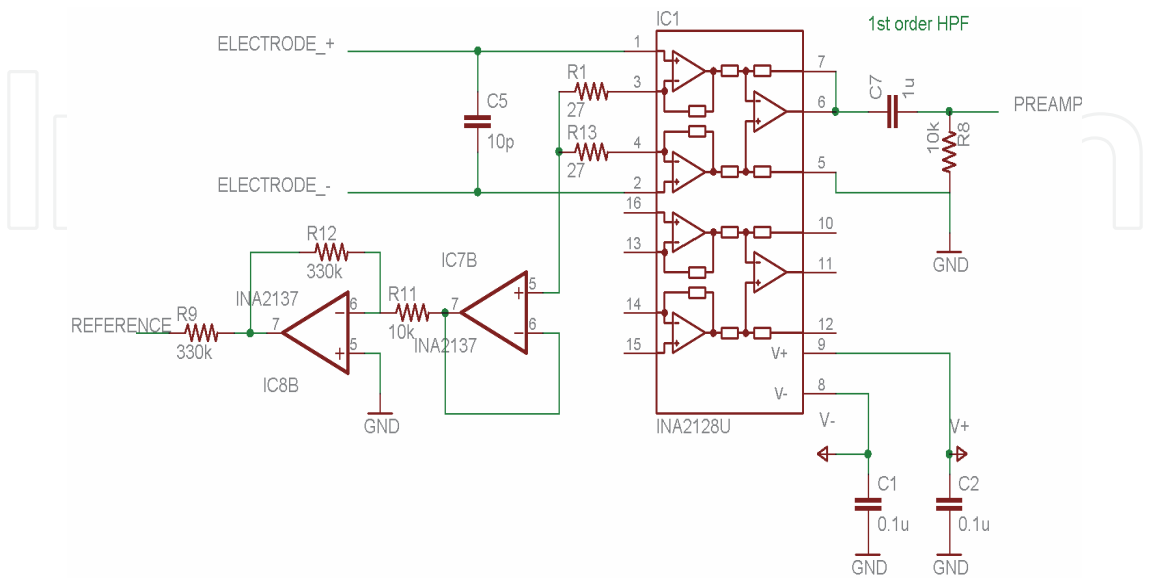 IC1
1st order HPF
ELECTRODE_+
1
7
R1
3
27
C7
1u
6
PREAMP
C5
10p
R13
4
27
10k
R8
5
ELECTRODE_-
2
16
10
R12
330k
13
IC7B
11
GND
INA2137
R11
10k
5
+
14
REFERENCE
R9
330k
7
6
−
7
6
−
INA2137
12
5
+
15
V+
9
IC8B
V-
8
GND
INA2128U
V-
V+
C1
0.1u
C2
0.1u
GND
GND